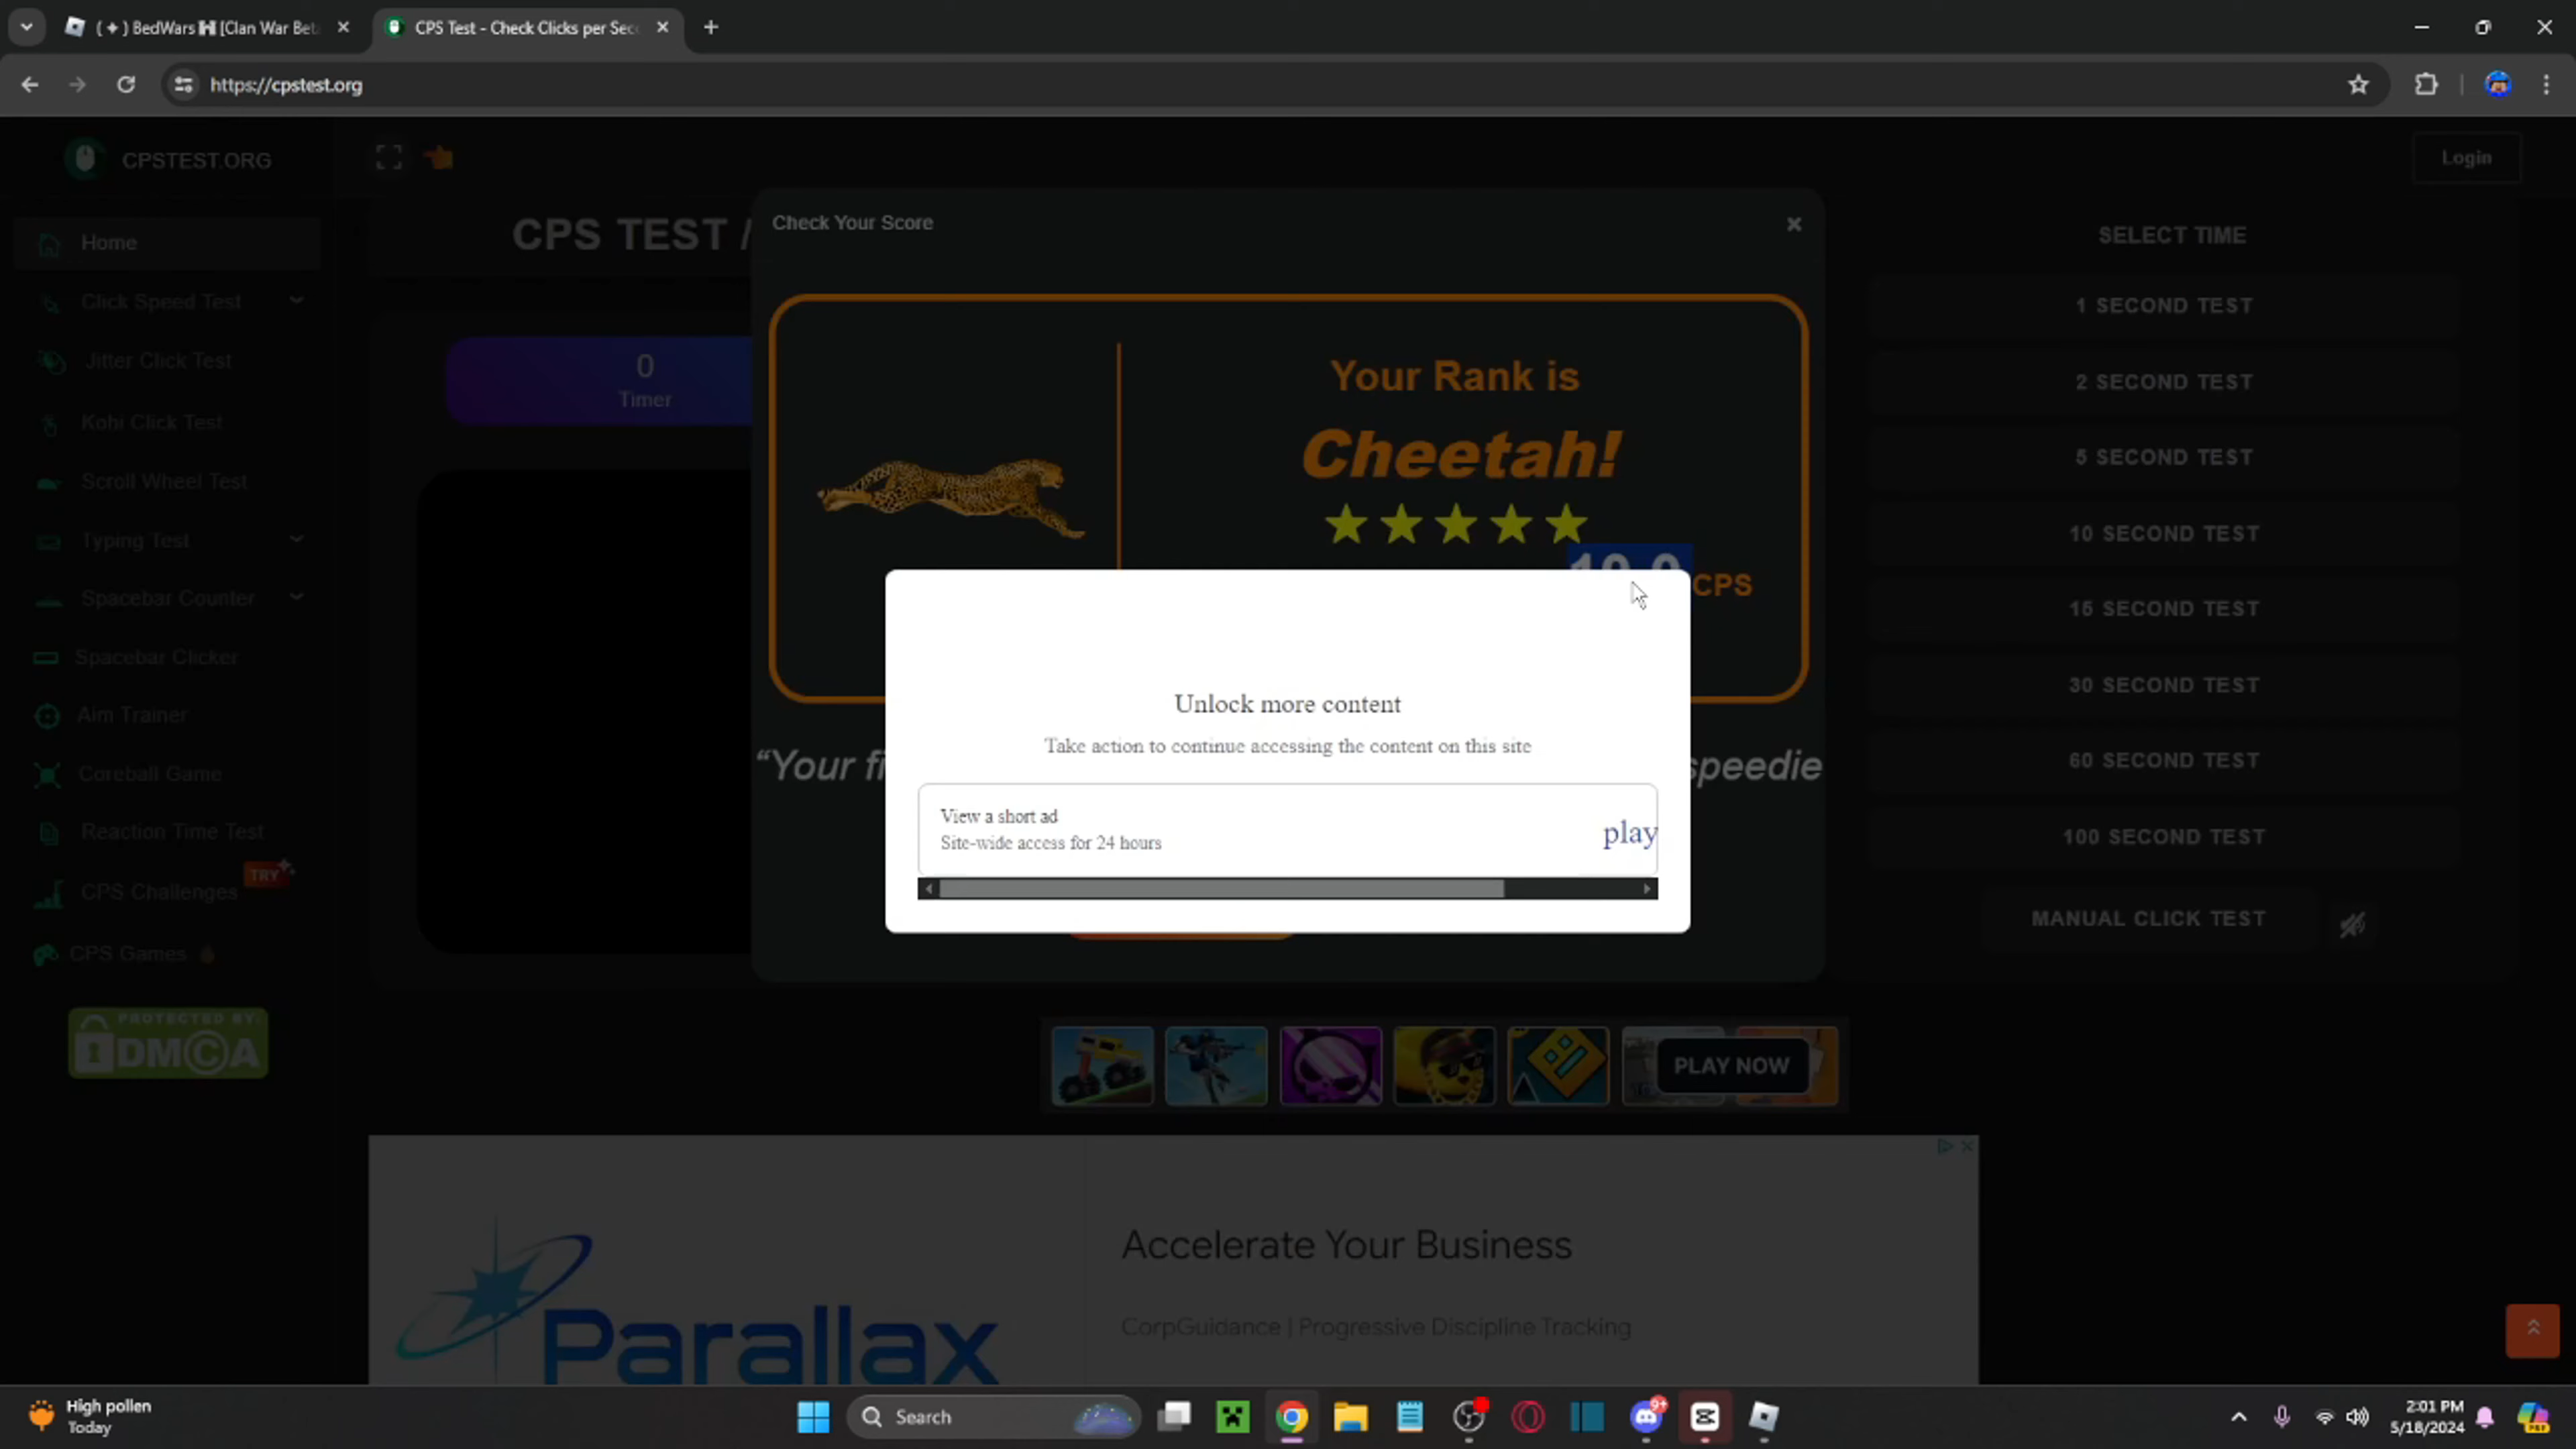 ( ✦ ) BedWars [Clan War Bet
CPS Test - Check Clicks per Sec
https://cpstest.org
CPSTEST.ORG
Login
Home
Click Speed Test
Jitter Click Test
Kohi Click Test
Scroll Wheel Test
Typing Test
Spacebar Counter
Spacebar Clicker
Aim Trainer
Coreball Game
Reaction Time Test
TRY
CPS Challenges
CPS Games
PROTECTED BY
DMCA
CPS TEST /
0
Timer
Check Your Score
Your Rank is
Cheetah!
CPS
“Your fi
speedie
Unlock more content
Take action to continue accessing the content on this site
View a short ad
Site-wide access for 24 hours
play
SELECT TIME
1 SECOND TEST
2 SECOND TEST
5 SECOND TEST
10 SECOND TEST
15 SECOND TEST
30 SECOND TEST
60 SECOND TEST
100 SECOND TEST
MANUAL CLICK TEST
PLAY NOW
Parallax
Accelerate Your Business
CorpGuidance | Progressive Discipline Tracking
High pollen
Today
Search
9+
2:01 PM
5/18/2024